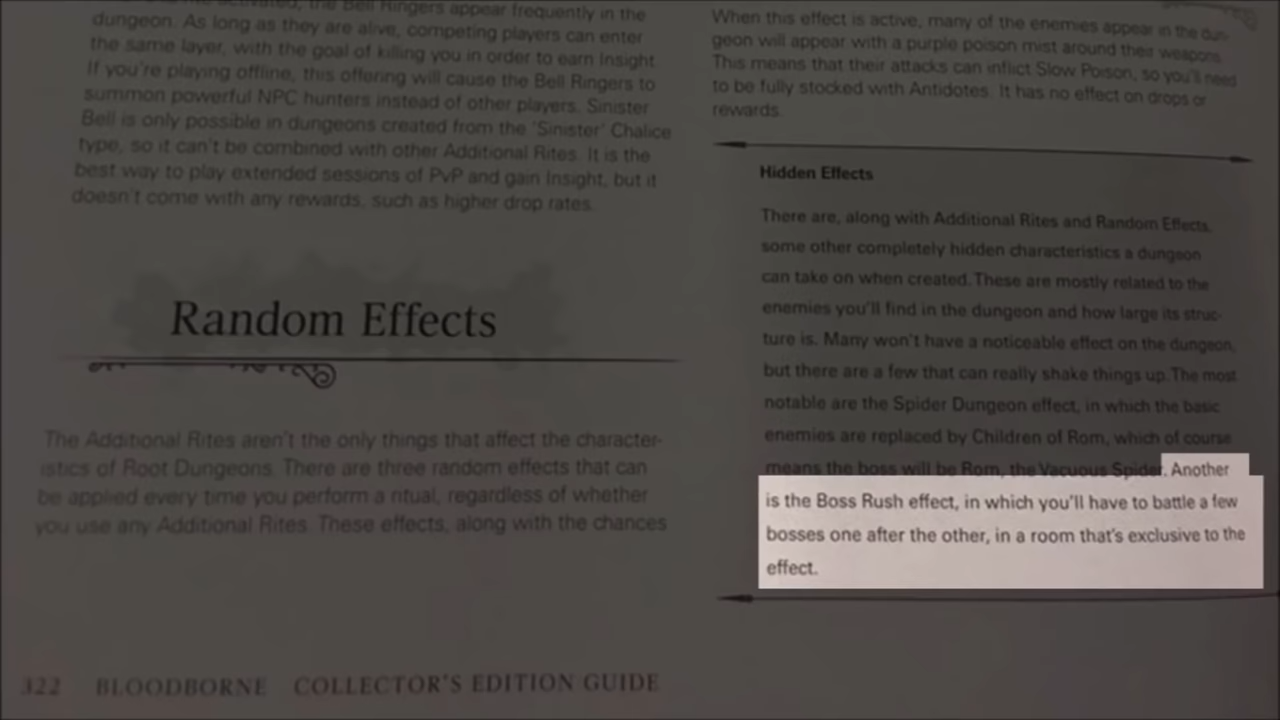 activated, the Bell Ringers appear frequently in the
dungeon. As long as they are alive, competing players can enter
the same layer, with the goal of killing you in order to earn Insight.
If you're playing offline, this offering will cause the Bell Ringers to
summon powerful NPC hunters instead of other players. Sinister
Bell is only possible in dungeons created from the 'Sinister' Chalice
type, so it can't be combined with other Additional Rites. It is the
best way to play extended sessions of PvP and gain Insight, but it
doesn't come with any rewards, such as higher drop rates.
Random Effects
The Additional Rites aren't the only things that affect the character-
istics of Root Dungeons. There are three random effects that can
be applied every time you perform a ritual, regardless of whether
you use any Additional Rites. These effects, along with the chances
322 BLOODBORNE COLLECTOR'S EDITION GUIDE
When this effect is active, many of the enemies appear in the dun-
geon will appear with a purple poison mist around their weapons.
This means that their attacks can inflict Slow Poison, so you'll need
to be fully stocked with Antidotes. It has no effect on drops or
rewards.
Hidden Effects
There are, along with Additional Rites and Random Effects,
some other completely hidden characteristics a dungeon
can take on when created. These are mostly related to the
enemies you'll find in the dungeon and how large its struc-
ture is. Many won't have a noticeable effect on the dungeon,
but there are a few that can really shake things up. The most
notable are the Spider Dungeon effect, in which the basic
enemies are replaced by Children of Rom, which of course
means the boss will be Rom, the Vacuous Spider. Another
is the Boss Rush effect, in which you'll have to battle a few
bosses one after the other, in a room that's exclusive to the
effect.